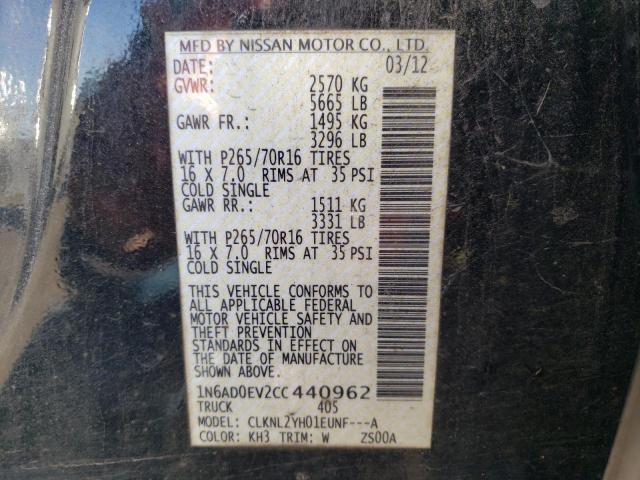 MFD BY NISSAN MOTOR CO., LTD.
DATE: 03/12
GVWR: 2570 KG
5665 LB
GAWR FR.: 1495 KG
3296 LB
WITH P265/70R16 TIRES
16 X 7.0 RIMS AT 35 PSI
COLD SINGLE
GAWR RR.: 1511 KG
3331 LB
WITH P265/70R16 TIRES
16 X 7.0 RIMS AT 35 PSI
COLD SINGLE
THIS VEHICLE CONFORMS TO
ALL APPLICABLE FEDERAL
MOTOR VEHICLE SAFETY AND
THEFT PREVENTION
STANDARDS IN EFFECT ON
THE DATE OF MANUFACTURE
SHOWN ABOVE.
1N6AD0EV2CC440962
TRUCK 405
MODEL: CLKNL2YH01EUNF---A
COLOR: KH3 TRIM: W ZS00A